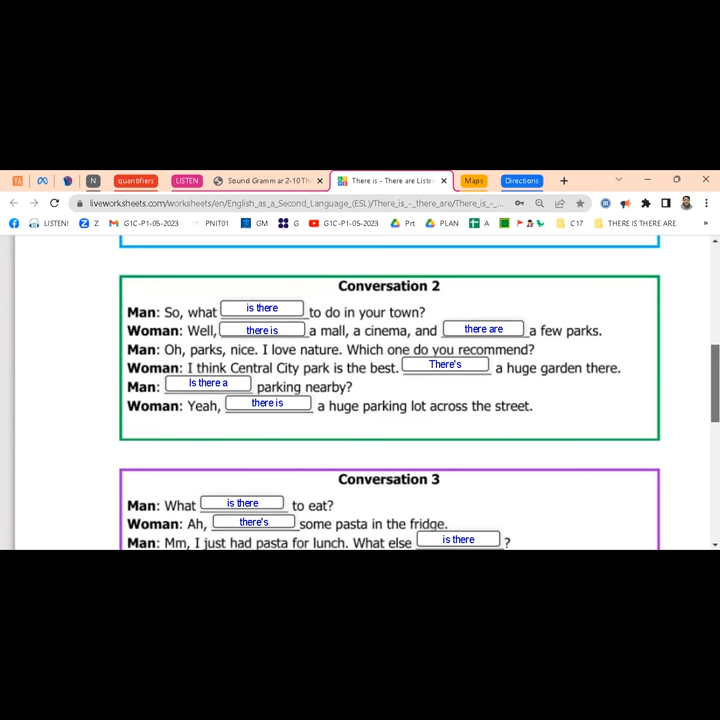 N quantifiers LISTEN Sound Grammar 2-10 Th × There is - There are Liste × Maps Directions +
liveworksheets.com/worksheets/en/English_as_a_Second_Language_(ESL)/There_is_-_there_are/There_is_-_...
LISTEN! Z G1C-P1-05-2023 PNIT01 GM G G1C-P1-05-2023 Prt PLAN A C17 THERE IS THERE ARE »
Conversation 2
Man: So, what is there to do in your town?
Woman: Well, there is a mall, a cinema, and there are a few parks.
Man: Oh, parks, nice. I love nature. Which one do you recommend?
Woman: I think Central City park is the best. There's a huge garden there.
Man: Is there a parking nearby?
Woman: Yeah, there is a huge parking lot across the street.
Conversation 3
Man: What is there to eat?
Woman: Ah, there's some pasta in the fridge.
Man: Mm, I just had pasta for lunch. What else is there ?